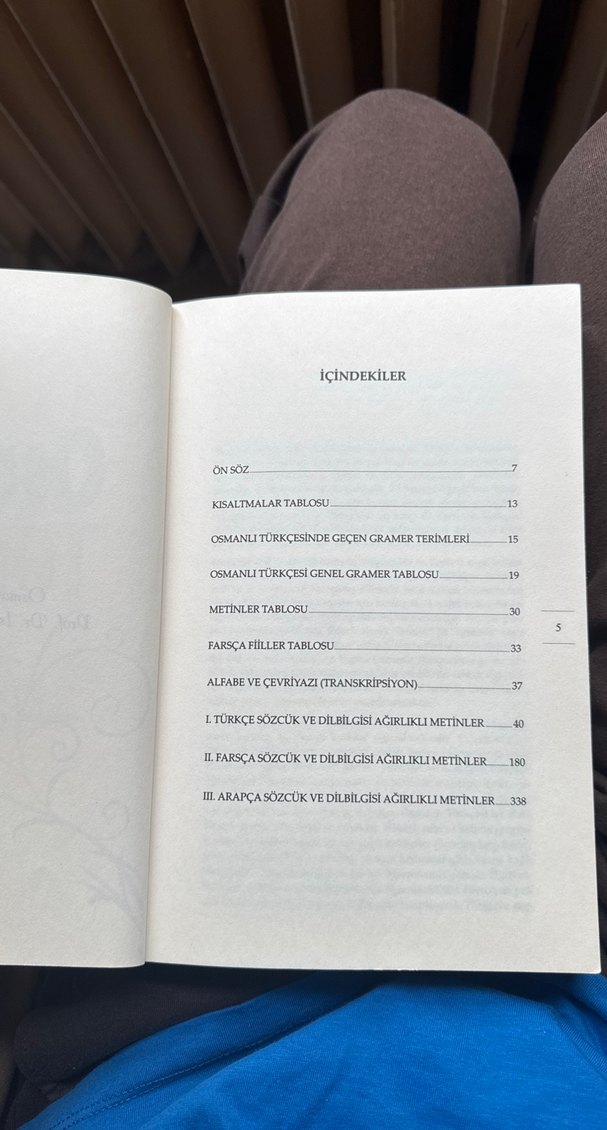 İÇİNDEKİLER
ÖN SÖZ 7
KISALTMALAR TABLOSU 13
OSMANLI TÜRKÇESİNDE GEÇEN GRAMER TERİMLERİ 15
OSMANLI TÜRKÇESİ GENEL GRAMER TABLOSU 19
METİNLER TABLOSU 30
FARSÇA FİİLLER TABLOSU 33
ALFABE VE ÇEVRİYAZI (TRANSKRİPSİYON) 37
I. TÜRKÇE SÖZCÜK VE DİLBİLGİSİ AĞIRLIKLI METİNLER 40
II. FARSÇA SÖZCÜK VE DİLBİLGİSİ AĞIRLIKLI METİNLER 180
III. ARAPÇA SÖZCÜK VE DİLBİLGİSİ AĞIRLIKLI METİNLER 338
5